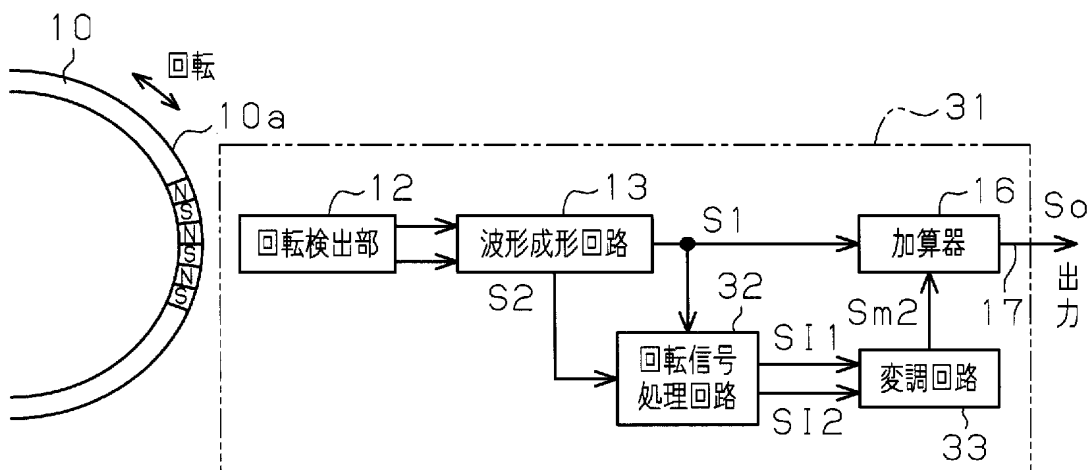 10
回転
10a
31
N
S
N
S
N
S
12
回転検出部
13
波形成形回路
S1
16
加算器
So
17
出力
S2
32
回転信号
処理回路
SI1
SI2
Sm2
変調回路
33